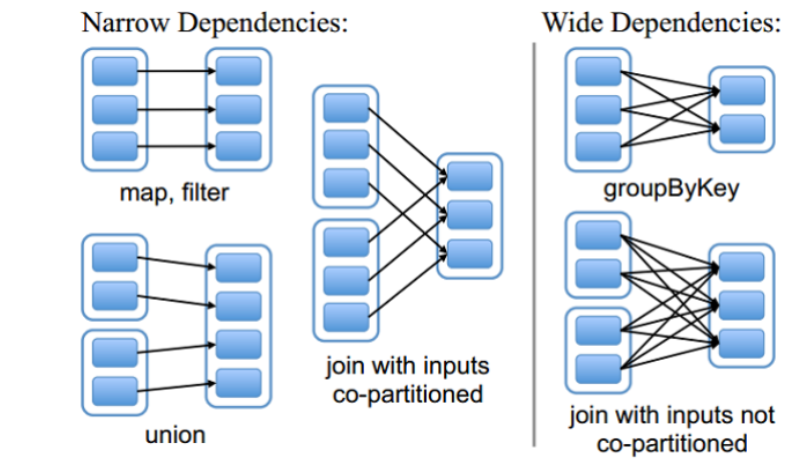 Narrow Dependencies:
Wide Dependencies:
map, filter
union
join with inputs
co-partitioned
groupByKey
join with inputs not
co-partitioned